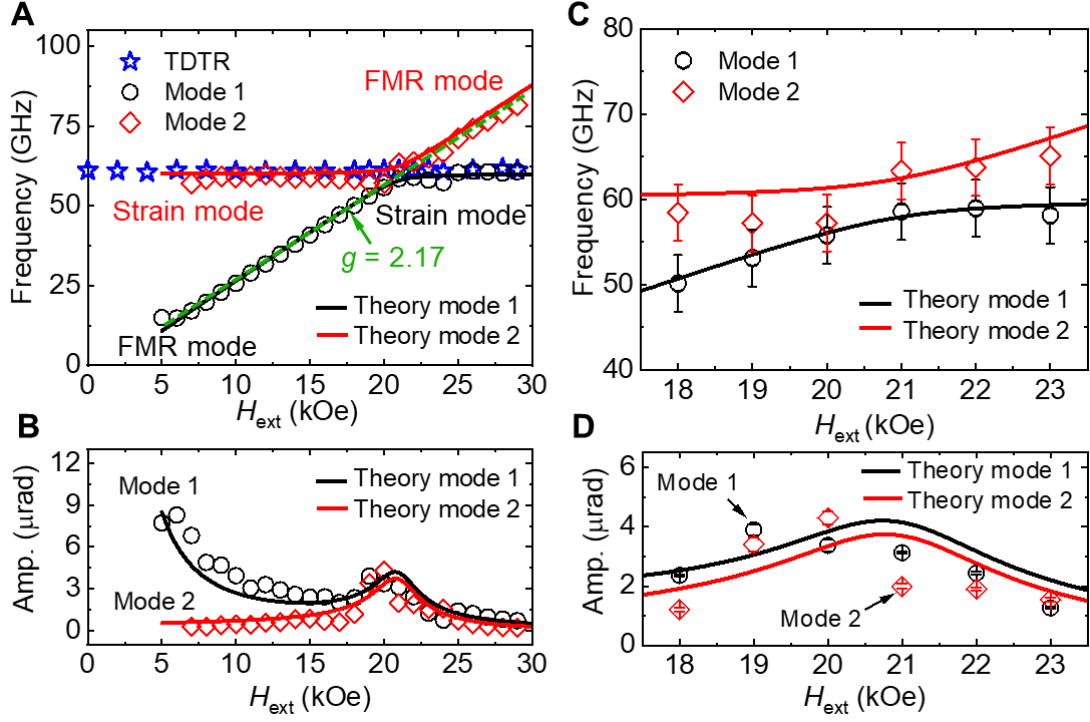 A
100
75
50
25
0
Frequency (GHz)
TDTR
Mode 1
Mode 2
FMR mode
Strain mode
Strain mode
g = 2.17
FMR mode
Theory mode 1
Theory mode 2
0 5 10 15 20 25 30
Hext (kOe)
B
12
9
6
3
0
Amp. (μrad)
Mode 1
Mode 2
Theory mode 1
Theory mode 2
0 5 10 15 20 25 30
Hext (kOe)
C
80
70
60
50
40
Frequency (GHz)
Mode 1
Mode 2
Theory mode 1
Theory mode 2
18 19 20 21 22 23
Hext (kOe)
D
6
4
2
0
Amp. (μrad)
Mode 1
Mode 2
Theory mode 1
Theory mode 2
18 19 20 21 22 23
Hext (kOe)